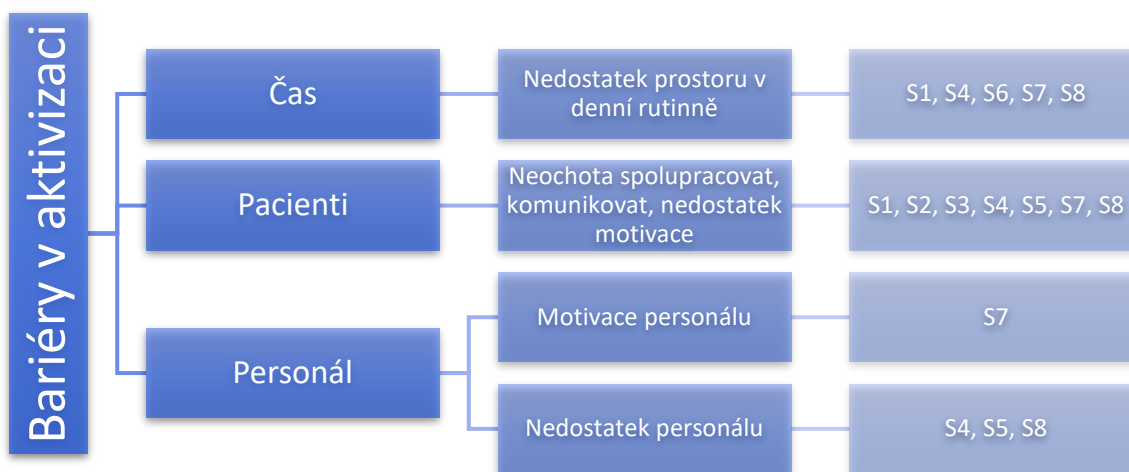 Bariéry v aktivizaci
Čas
Nedostatek prostoru v
denní rutinně
S1, S4, S6, S7, S8
Pacienti
Neochota spolupracovat,
komunikovat, nedostatek
motivace
S1, S2, S3, S4, S5, S7, S8
Personál
Motivace personálu
S7
Nedostatek personálu
S4, S5, S8